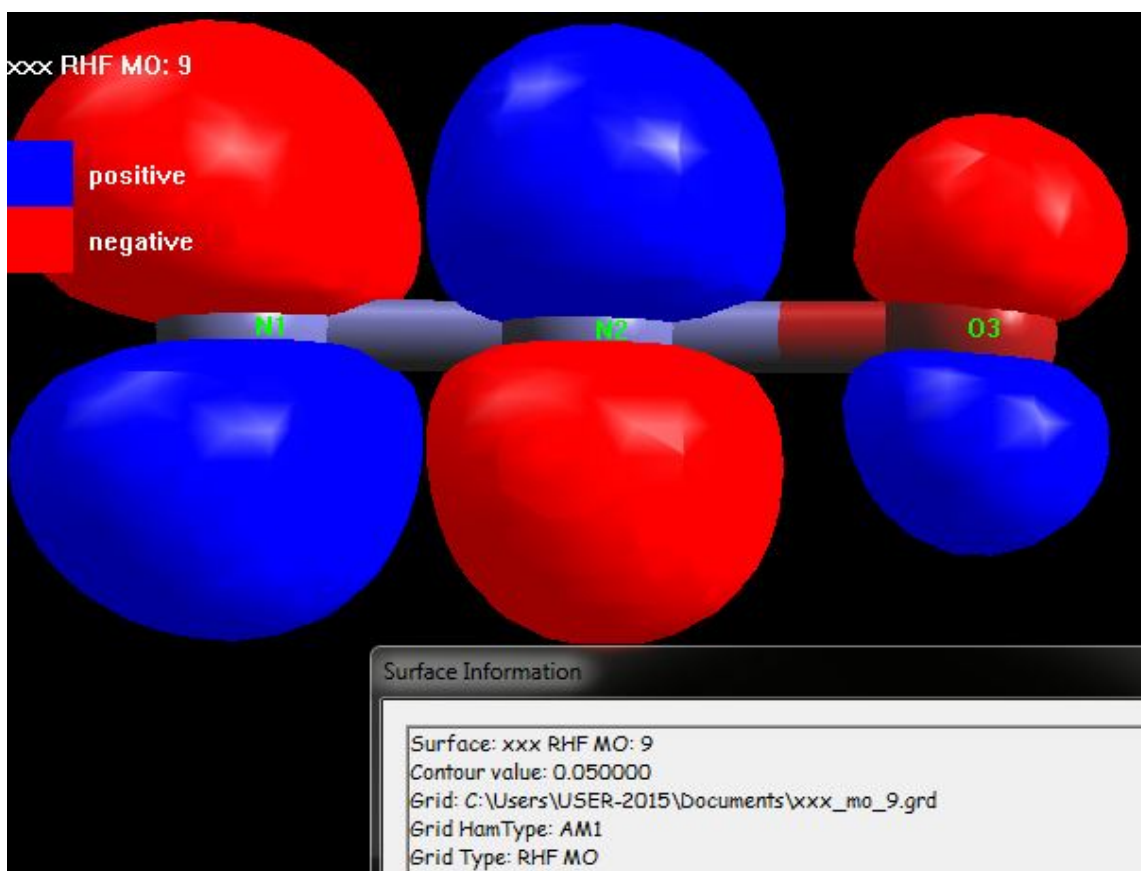 xxx RHF MO: 9
positive
negative
N1
N2
O3
Surface Information
Surface: xxx RHF MO: 9
Contour value: 0.050000
Grid: C:\Users\USER-2015\Documents\xxx_mo_9.grd
Grid HamType: AM1
Grid Type: RHF MO